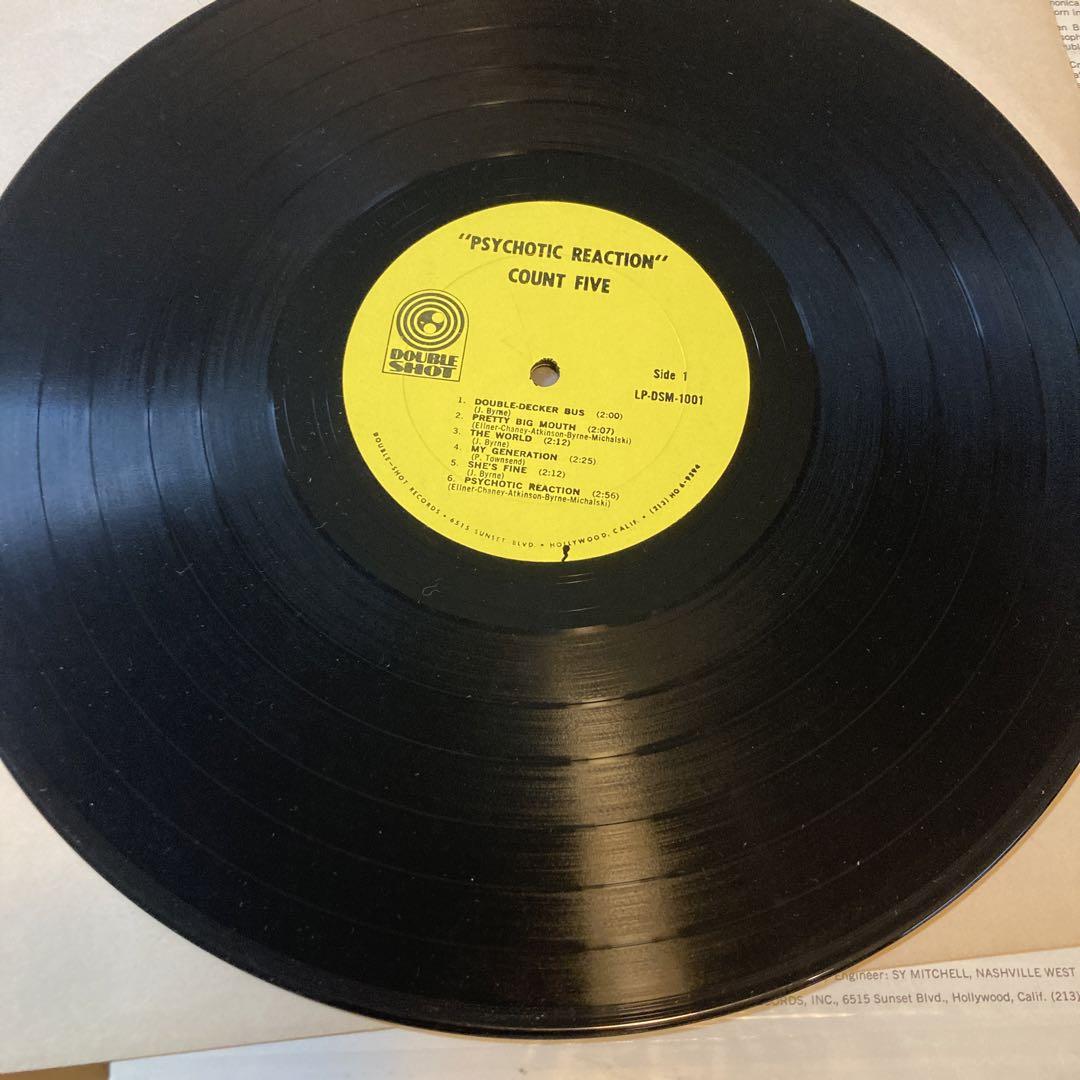 "PSYCHOTIC REACTION"
COUNT FIVE
DOUBLE
SHOT
Side 1
LP-DSM-1001
1. DOUBLE-DECKER BUS (2:00)
(J. Byrne)
2. PRETTY BIG MOUTH (2:07)
(Ellner-Chaney-Atkinson-Byrne-Michalski)
3. THE WORLD (2:12)
(J. Byrne)
4. MY GENERATION (2:25)
(P. Townsend)
5. SHE'S FINE (2:12)
(J. Byrne)
6. PSYCHOTIC REACTION (2:56)
(Ellner-Chaney-Atkinson-Byrne-Michalski)
DOUBLE-SHOT RECORDS • 6515 SUNSET BLVD. • HOLLYWOOD, CALIF. • (213) HO 6-9594
Engineer: SY MITCHELL, NASHVILLE WEST
INC., 6515 Sunset Blvd., Hollywood, Calif. (213)